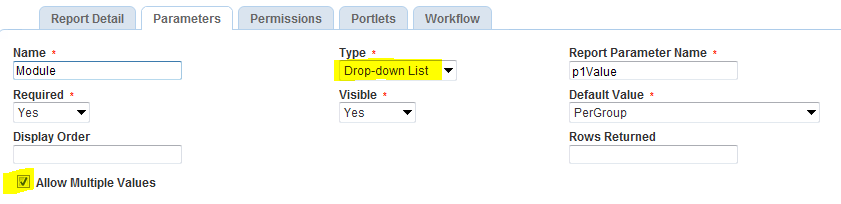 Report Detail Parameters Permissions Portlets Workflow
Name * Type * Report Parameter Name *
Module Drop-down List p1Value
Required * Visible * Default Value *
Yes Yes PerGroup
Display Order Rows Returned
Allow Multiple Values